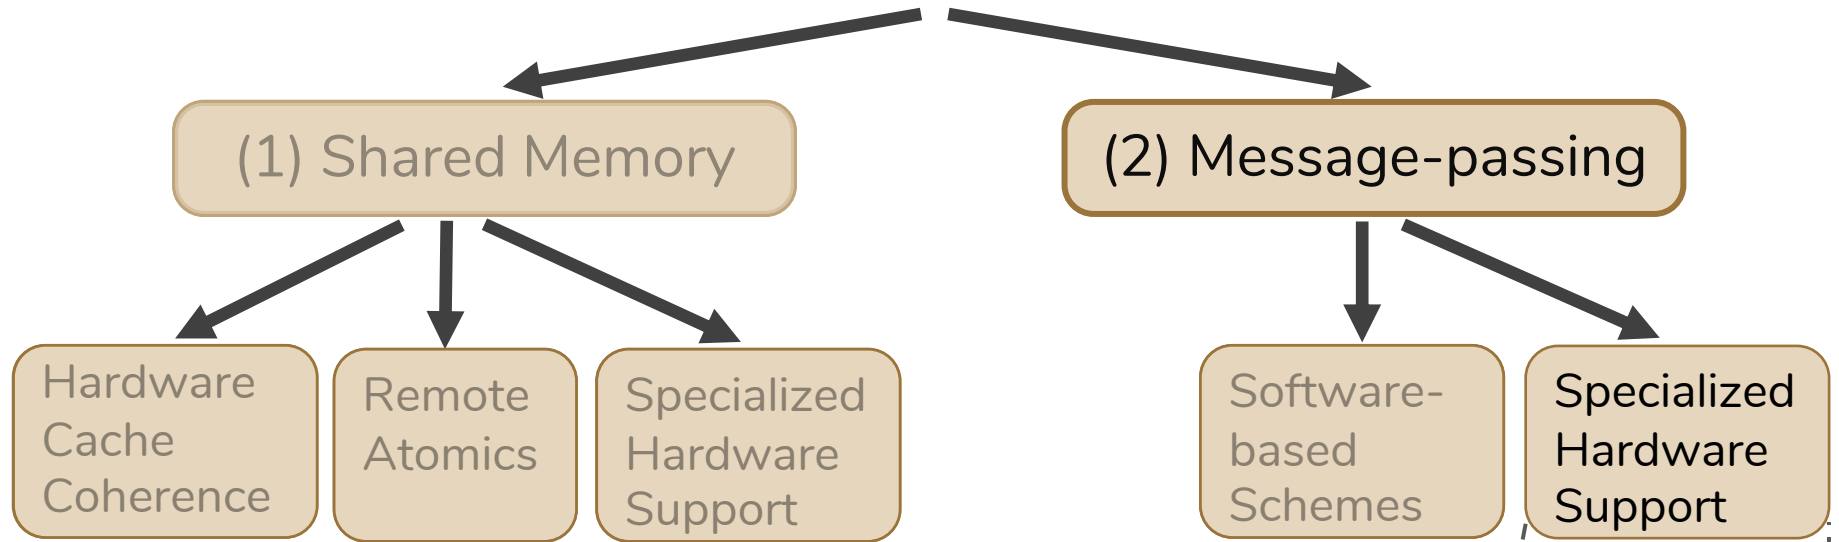 (1) Shared Memory
(2) Message-passing
Hardware
Cache
Coherence
Remote
Atomics
Specialized
Hardware
Support
Software-
based
Schemes
Specialized
Hardware
Support